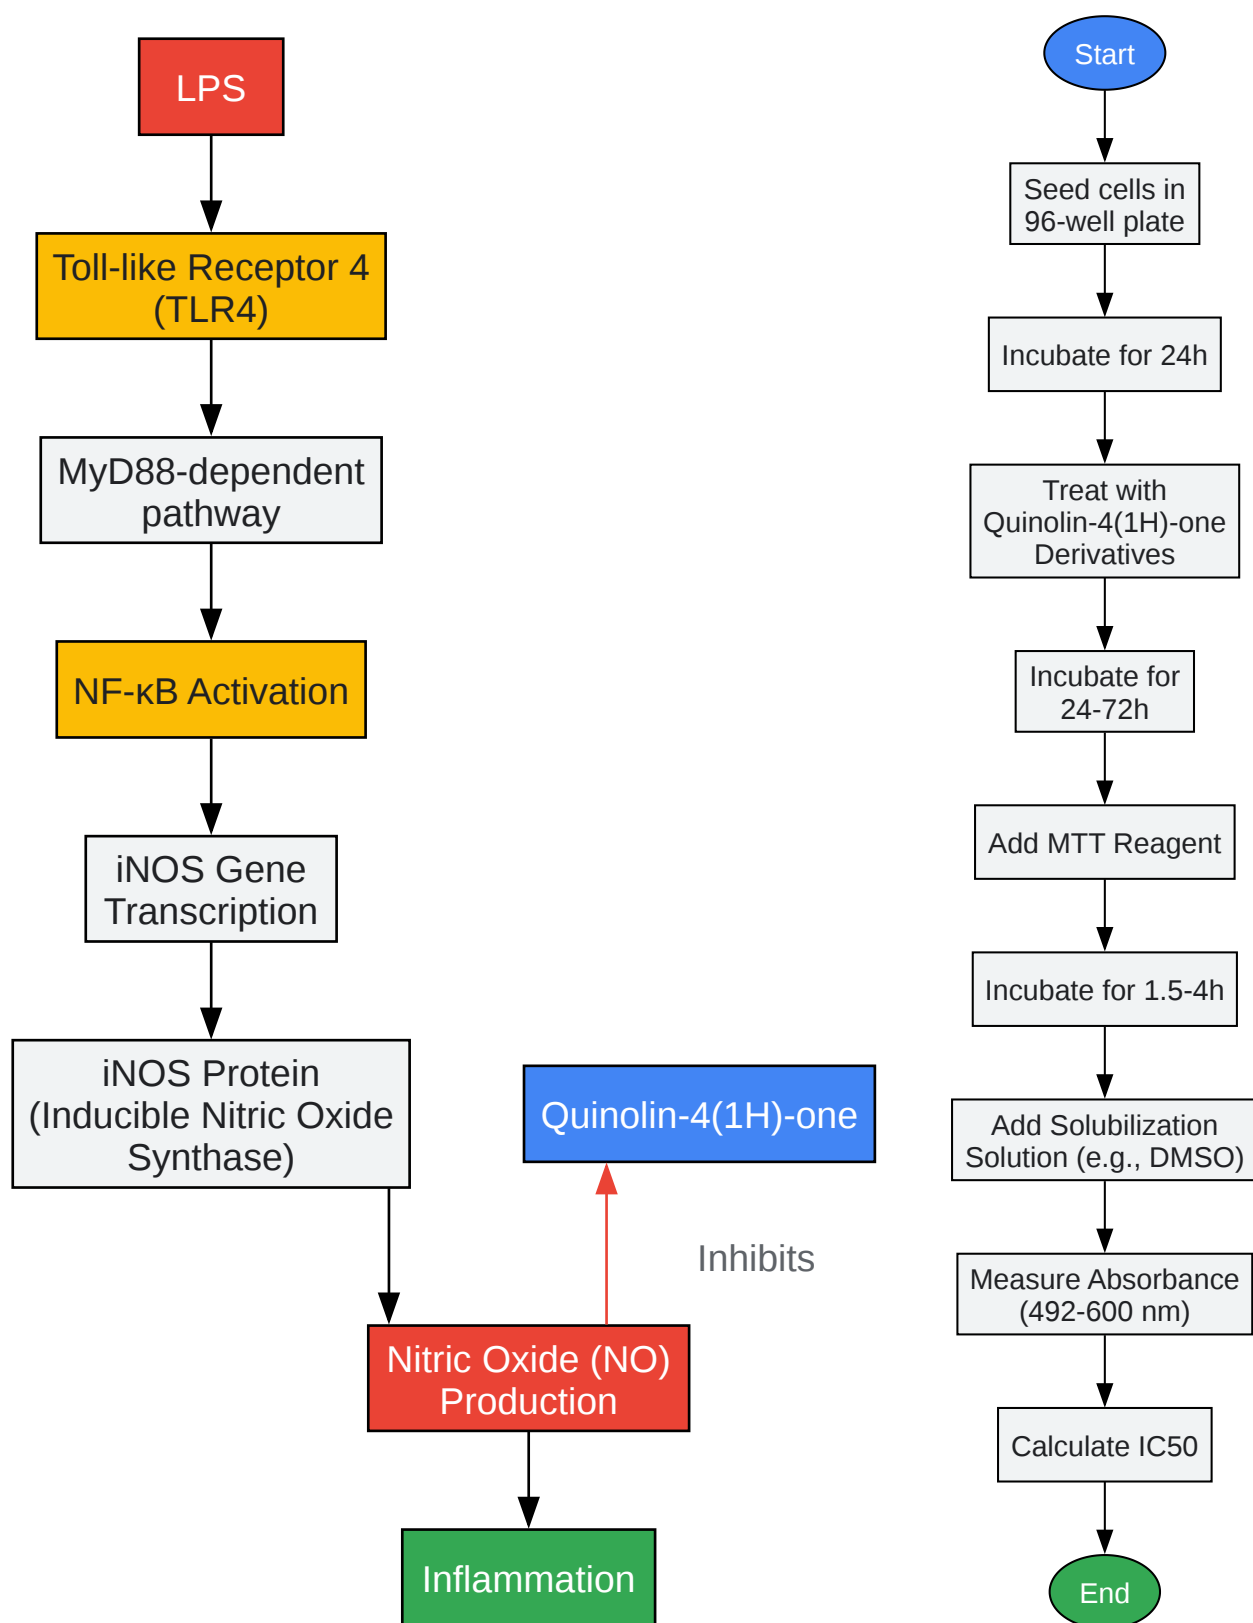 LPS
Toll-like Receptor 4
(TLR4)
MyD88-dependent
pathway
NF-κB Activation
iNOS Gene
Transcription
iNOS Protein
(Inducible Nitric Oxide
Synthase)
Quinolin-4(1H)-one
Inhibits
Nitric Oxide (NO)
Production
Inflammation
Start
Seed cells in
96-well plate
Incubate for 24h
Treat with
Quinolin-4(1H)-one
Derivatives
Incubate for
24-72h
Add MTT Reagent
Incubate for 1.5-4h
Add Solubilization
Solution (e.g., DMSO)
Measure Absorbance
(492-600 nm)
Calculate IC50
End